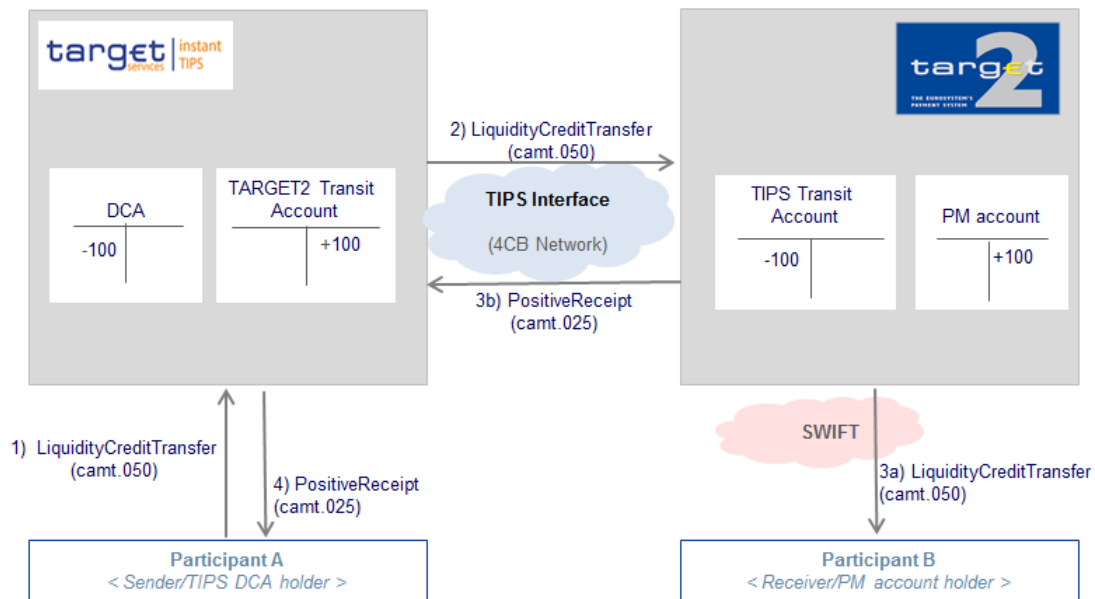 target
services
instant
TIPS
target
2
THE EUROSYSTEM'S
PAYMENT SYSTEM
2) LiquidityCreditTransfer
(camt.050)
DCA
-100
TARGET2 Transit
Account
+100
TIPS Interface
(4CB Network)
TIPS Transit
Account
-100
PM account
+100
3b) PositiveReceipt
(camt.025)
1) LiquidityCreditTransfer
(camt.050)
4) PositiveReceipt
(camt.025)
SWIFT
3a) LiquidityCreditTransfer
(camt.050)
Participant A
< Sender/TIPS DCA holder >
Participant B
< Receiver/PM account holder >